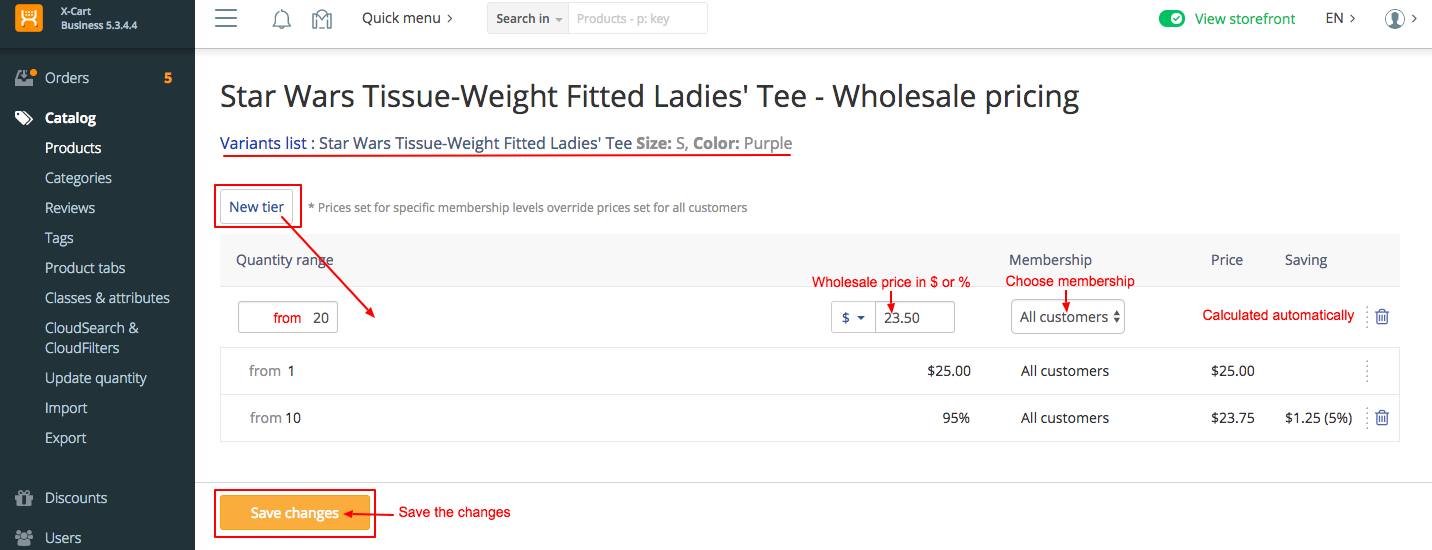 X-Cart
Business 5.3.4.4
Quick menu
Search in
Products - p: key
View storefront
EN
Orders 5
Catalog
Products
Categories
Reviews
Tags
Product tabs
Classes & attributes
CloudSearch &
CloudFilters
Update quantity
Import
Export
Discounts
Users
Star Wars Tissue-Weight Fitted Ladies' Tee - Wholesale pricing
Variants list : Star Wars Tissue-Weight Fitted Ladies' Tee Size: S, Color: Purple
New tier * Prices set for specific membership levels override prices set for all customers
Quantity range Membership Price Saving
Wholesale price in $ or % Choose membership
from 20 $ 23.50 All customers Calculated automatically
from 1 $25.00 All customers $25.00
from 10 95% All customers $23.75 $1.25 (5%)
Save changes Save the changes